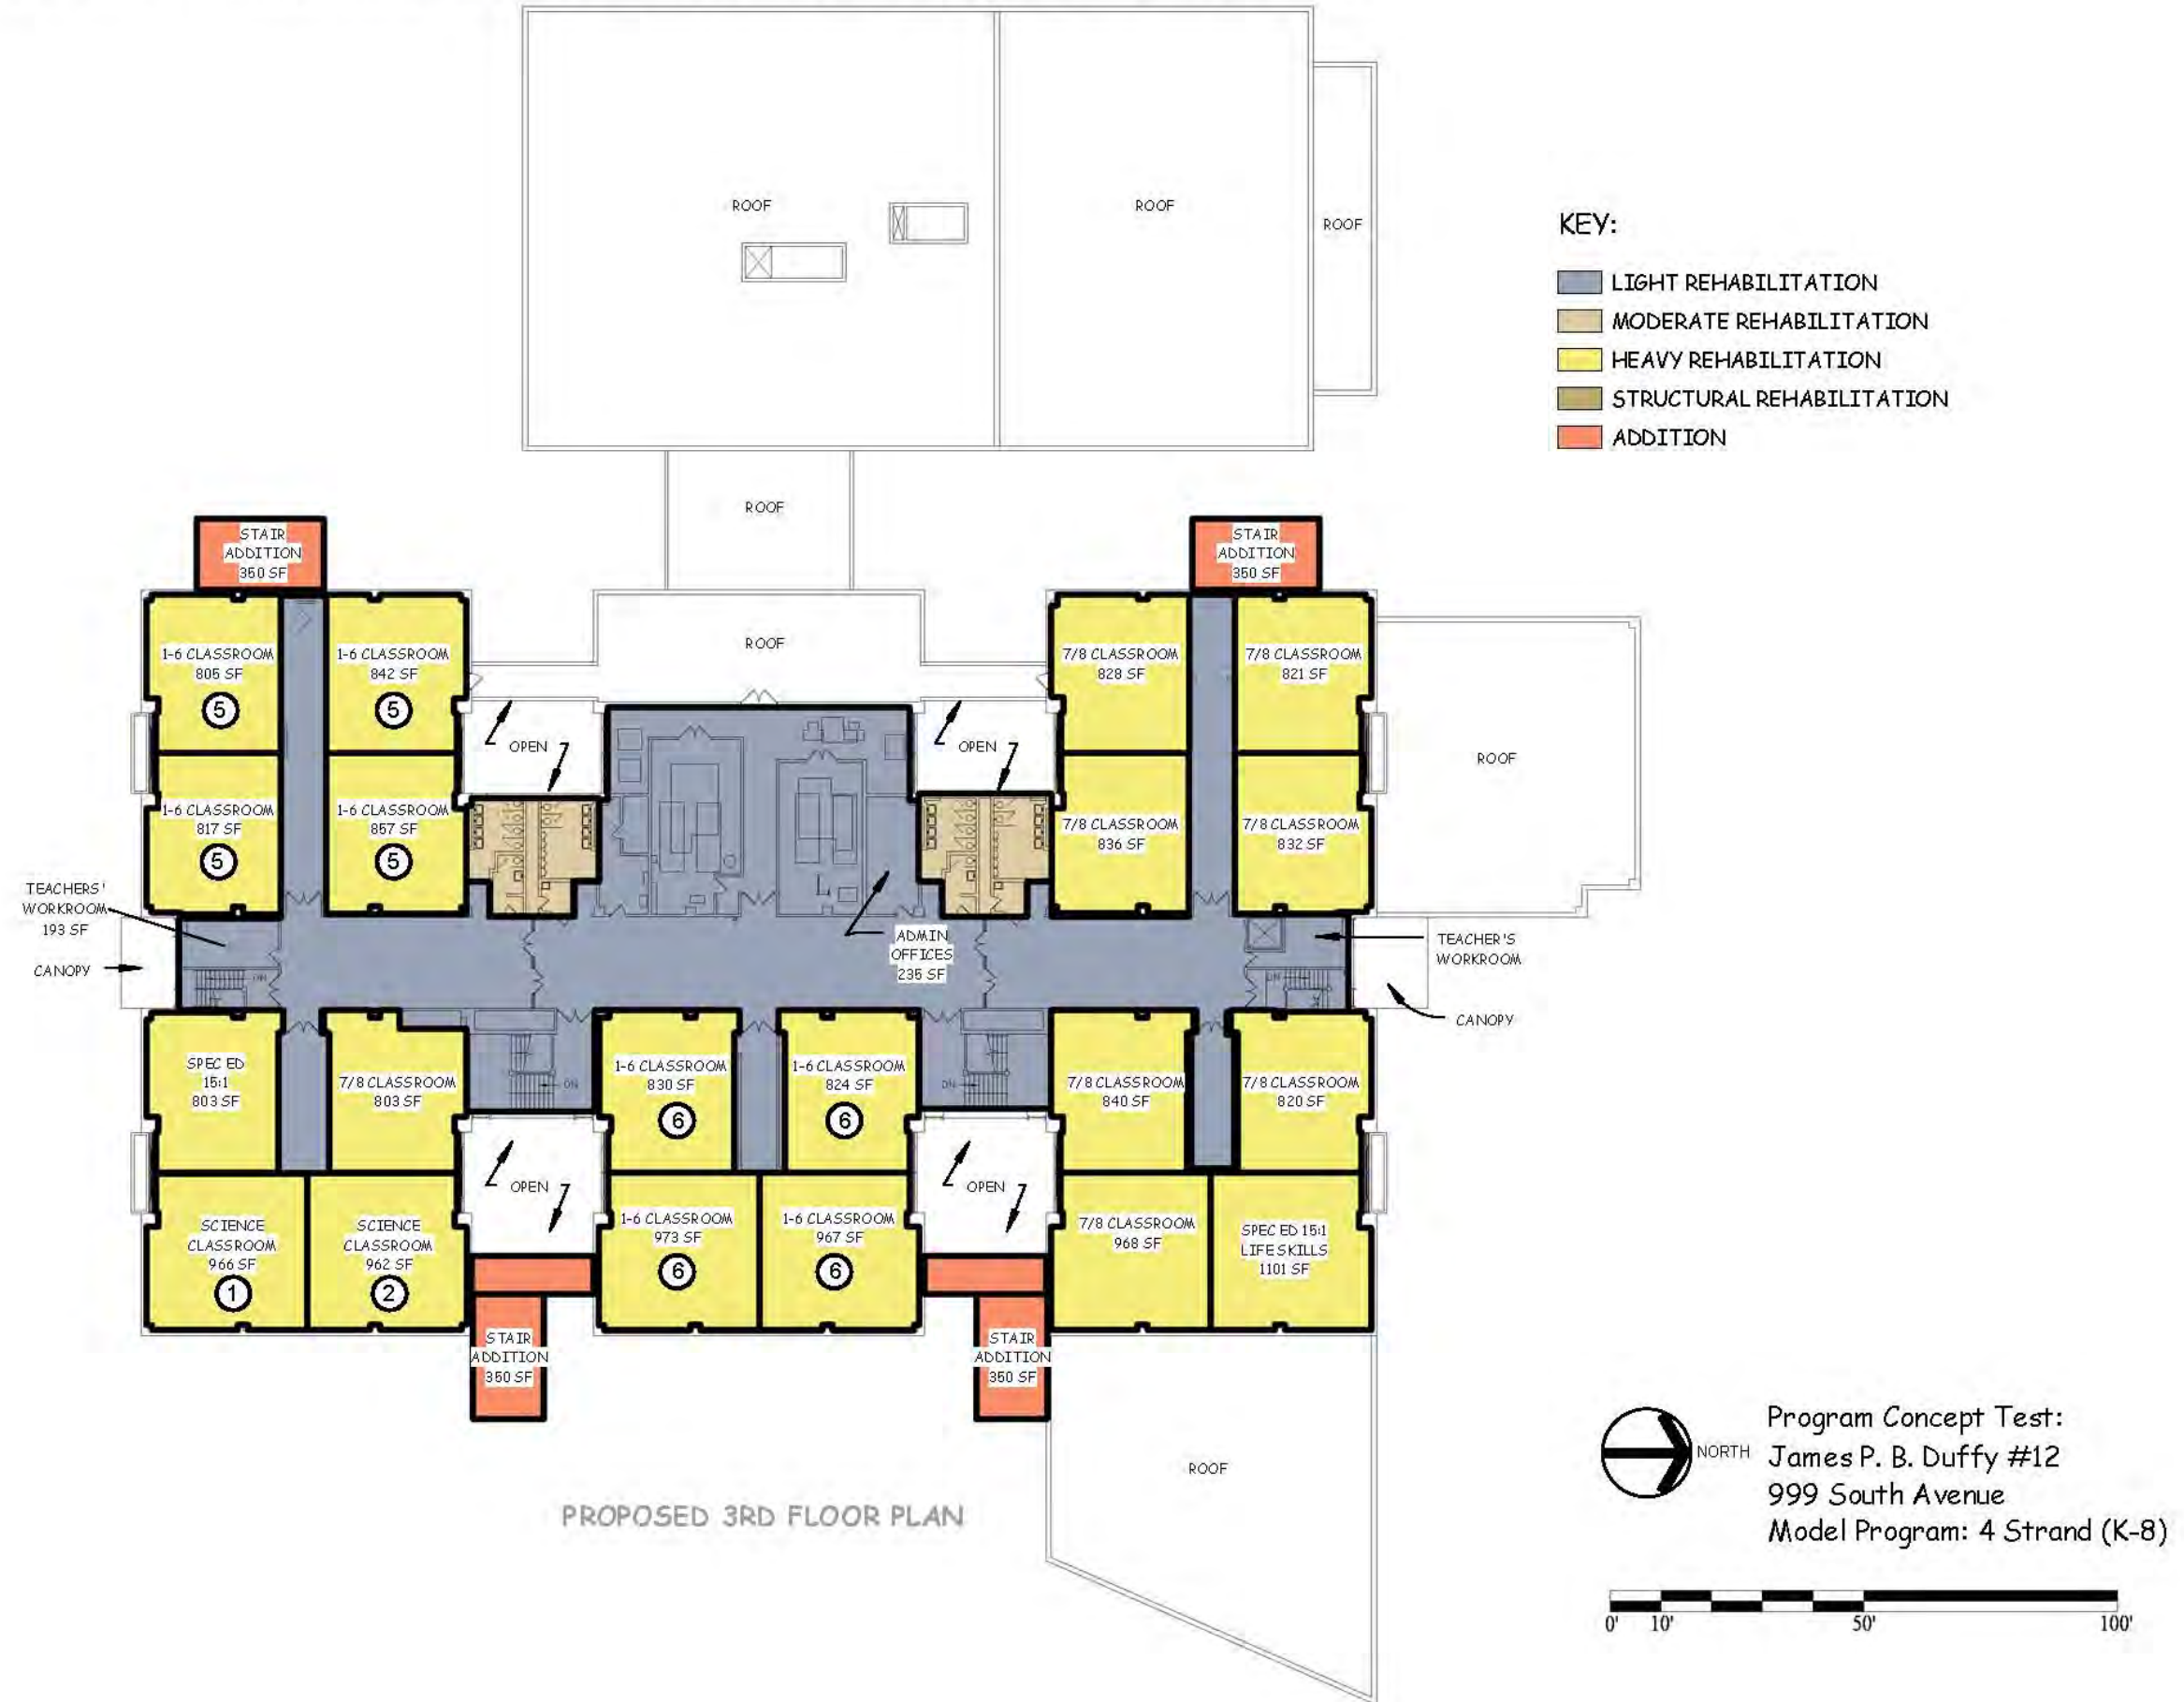 ROOF
ROOF
ROOF
KEY:
LIGHT REHABILITATION
MODERATE REHABILITATION
HEAVY REHABILITATION
STRUCTURAL REHABILITATION
ADDITION
ROOF
STAIR
ADDITION
350 SF
STAIR
ADDITION
350 SF
ROOF
1-6 CLASSROOM
805 SF
5
1-6 CLASSROOM
842 SF
5
7/8 CLASSROOM
828 SF
7/8 CLASSROOM
821 SF
OPEN
OPEN
ROOF
1-6 CLASSROOM
817 SF
5
1-6 CLASSROOM
857 SF
5
7/8 CLASSROOM
836 SF
7/8 CLASSROOM
832 SF
TEACHERS'
WORKROOM
193 SF
CANOPY
DN
ADMIN
OFFICES
235 SF
DN
TEACHER'S
WORKROOM
CANOPY
SPEC ED
15:1
803 SF
7/8 CLASSROOM
803 SF
DN
1-6 CLASSROOM
830 SF
6
1-6 CLASSROOM
824 SF
6
DN
7/8 CLASSROOM
840 SF
7/8 CLASSROOM
820 SF
OPEN
OPEN
SCIENCE
CLASSROOM
966 SF
1
SCIENCE
CLASSROOM
962 SF
2
1-6 CLASSROOM
973 SF
6
1-6 CLASSROOM
967 SF
6
7/8 CLASSROOM
968 SF
SPEC ED 15:1
LIFESKILLS
1101 SF
STAIR
ADDITION
350 SF
STAIR
ADDITION
350 SF
ROOF
PROPOSED 3RD FLOOR PLAN
NORTH
Program Concept Test:
James P. B. Duffy #12
999 South Avenue
Model Program: 4 Strand (K-8)
0' 10' 50' 100'